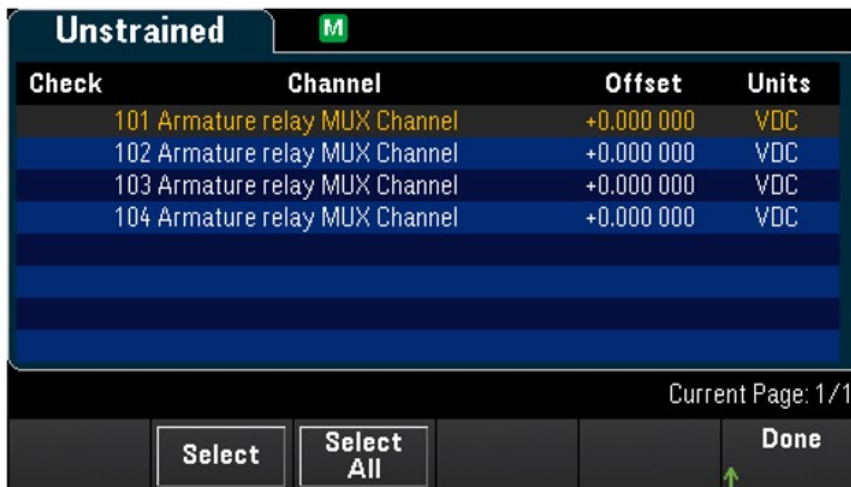 Unstrained M
Check Channel Offset Units
101 Armature relay MUX Channel +0.000 000 VDC
102 Armature relay MUX Channel +0.000 000 VDC
103 Armature relay MUX Channel +0.000 000 VDC
104 Armature relay MUX Channel +0.000 000 VDC
Current Page: 1/1
Select Select All Done